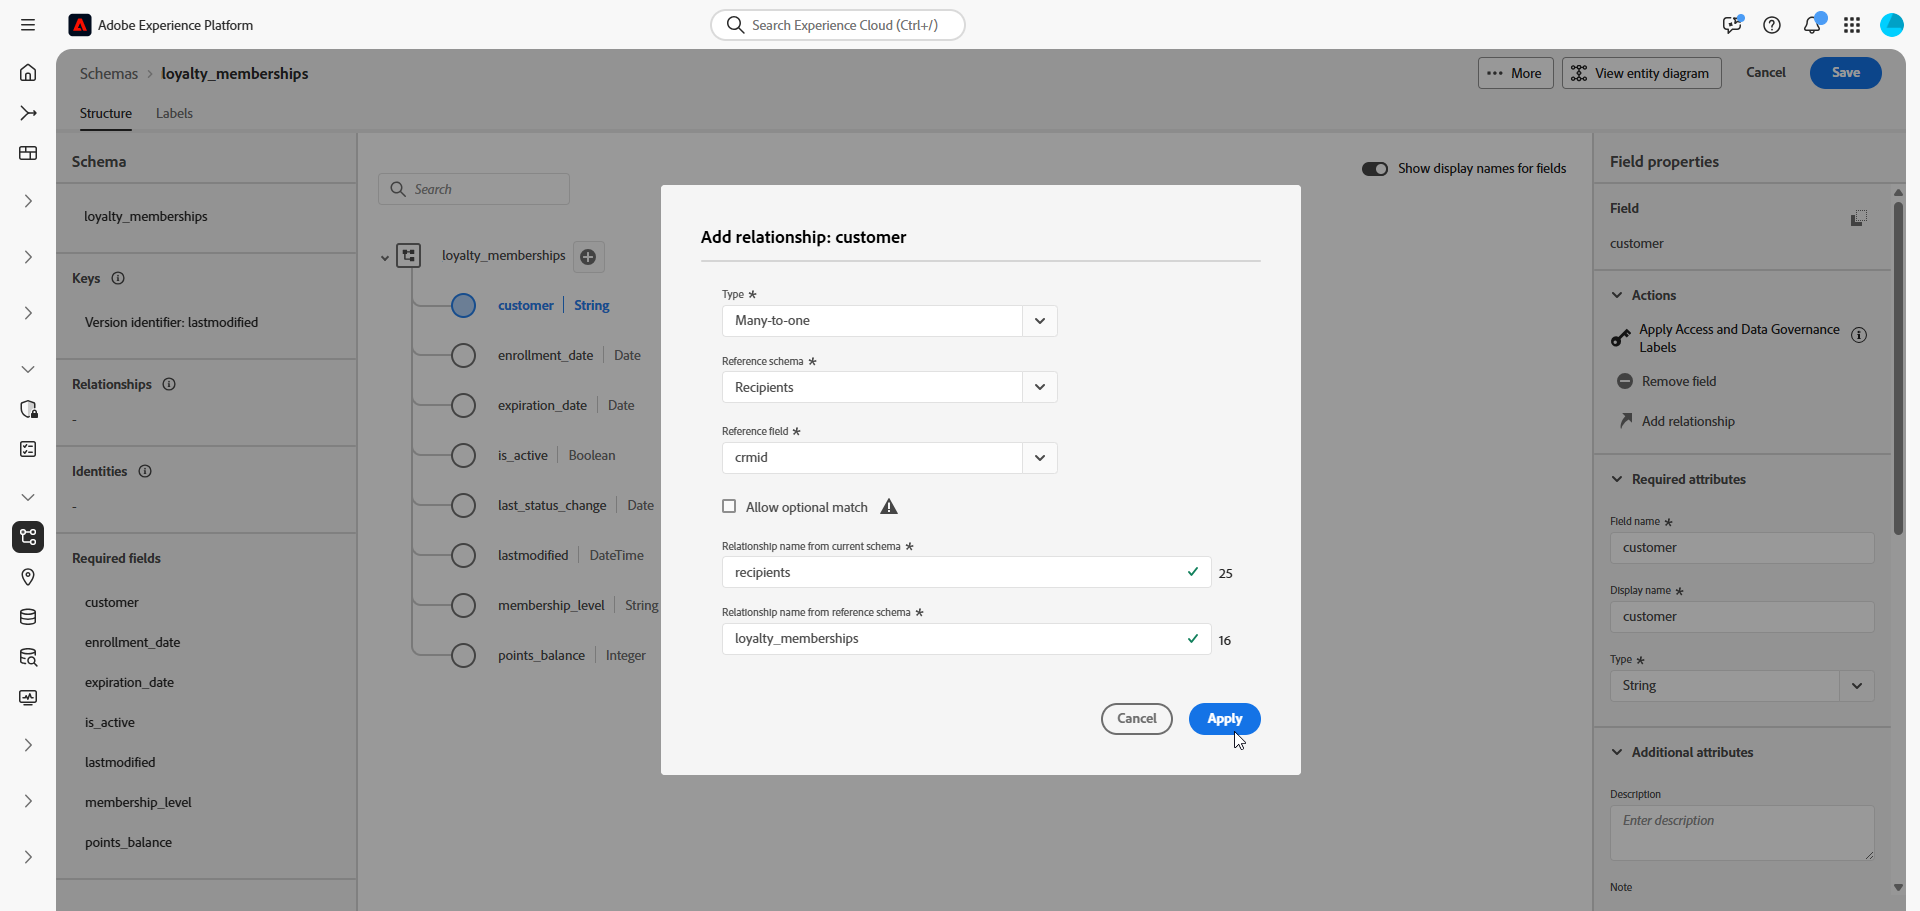 Adobe Experience Platform
Search Experience Cloud (Ctrl+/)
Schemas > loyalty_memberships
More
View entity diagram
Cancel
Save
Structure
Labels
Schema
loyalty_memberships
Keys
Version identifier: lastmodified
Relationships
-
Identities
-
Required fields
customer
enrollment_date
expiration_date
is_active
lastmodified
membership_level
points_balance
Search
Show display names for fields
loyalty_memberships
customer | String
enrollment_date | Date
expiration_date | Date
is_active | Boolean
last_status_change | Date
lastmodified | DateTime
membership_level | String
points_balance | Integer
Add relationship: customer
Type *
Many-to-one
Reference schema *
Recipients
Reference field *
crmid
Allow optional match
Relationship name from current schema *
recipients
25
Relationship name from reference schema *
loyalty_memberships
16
Cancel
Apply
Field properties
Field
customer
Actions
Apply Access and Data Governance
Labels
Remove field
Add relationship
Required attributes
Field name *
customer
Display name *
customer
Type *
String
Additional attributes
Description
Enter description
Note